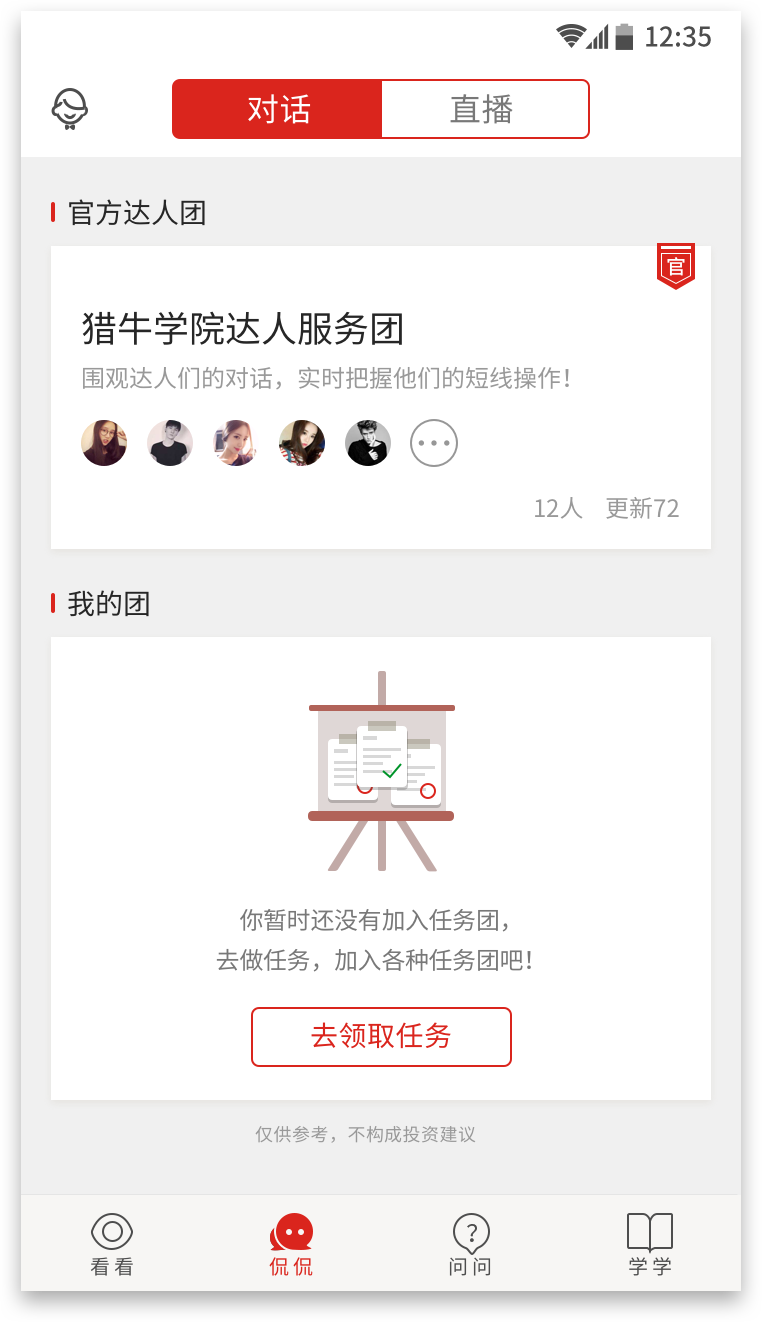 12:35
对话 直播
官方达人团
官
猎牛学院达人服务团
围观达人们的对话，实时把握他们的短线操作！
12人 更新72
我的团
你暂时还没有加入任务团，
去做任务，加入各种任务团吧！
去领取任务
仅供参考，不构成投资建议
看看 侃侃 问问 学学